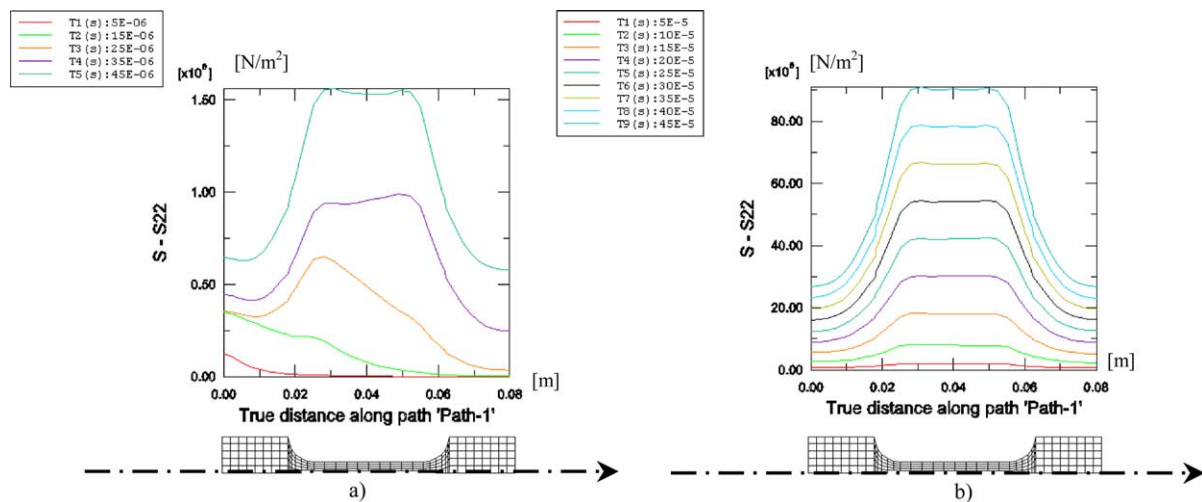 T1(s):5E-06
T2(s):15E-06
T3(s):25E-06
T4(s):35E-06
T5(s):45E-06
[x10⁶]
[N/m²]
1.60
1.00
0.50
0.00
S - S22
0.00
0.02
0.04
0.06
0.08
[m]
True distance along path 'Path-1'
a)
T1(s):5E-5
T2(s):10E-5
T3(s):15E-5
T4(s):20E-5
T5(s):25E-5
T6(s):30E-5
T7(s):35E-5
T8(s):40E-5
T9(s):45E-5
[x10⁶]
[N/m²]
80.00
60.00
40.00
20.00
0.00
S - S22
0.00
0.02
0.04
0.06
0.08
[m]
True distance along path 'Path-1'
b)